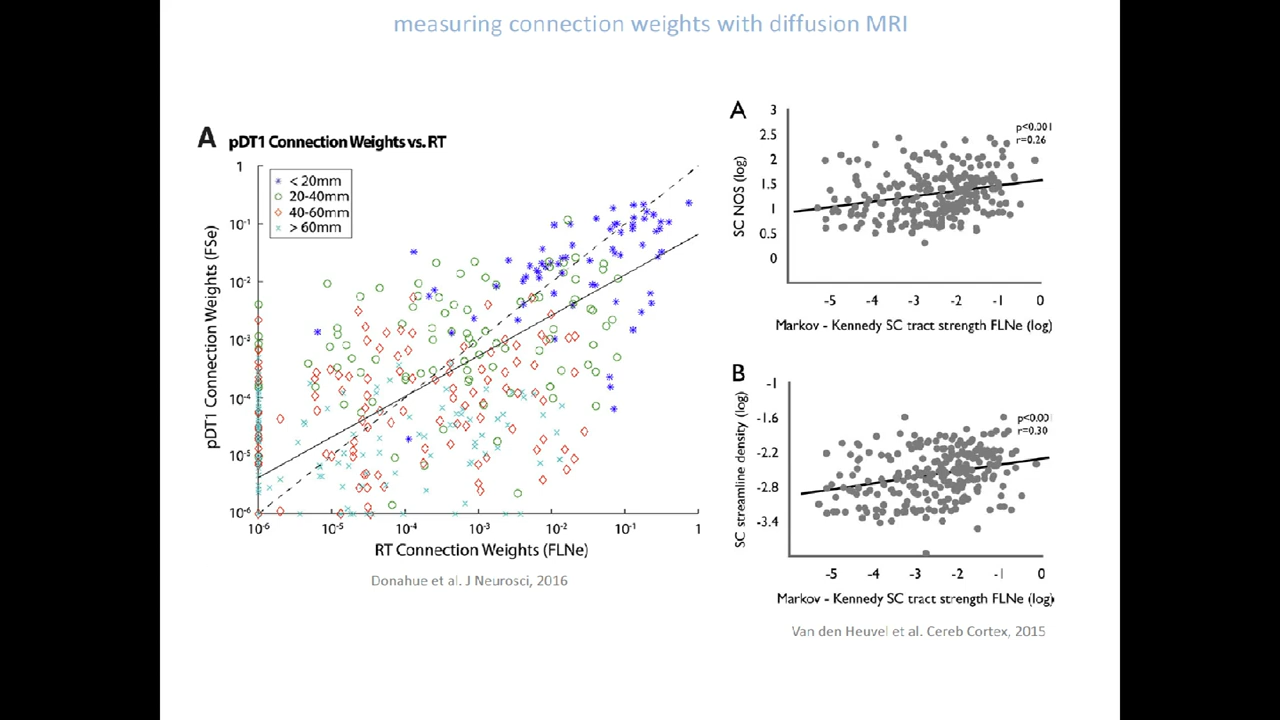 measuring connection weights with diffusion MRI
A pDT1 Connection Weights vs. RT
1
10-1
10-2
10-3
10-4
10-5
10-6
pDT1 Connection Weights (FSe)
< 20mm
20-40mm
40-60mm
> 60mm
10-6 10-5 10-4 10-3 10-2 10-1 1
RT Connection Weights (FLNe)
Donahue et al. J Neurosci, 2016
A
3
2.5
2
1.5
1
0.5
0
SC NOS (log)
p<0.001
r=0.26
-5 -4 -3 -2 -1 0
Markov - Kennedy SC tract strength FLNe (log)
B
-1
-1.6
-2.2
-2.8
-3.4
SC streamline density (log)
p<0.001
r=0.30
-5 -4 -3 -2 -1 0
Markov - Kennedy SC tract strength FLNe (log)
Van den Heuvel et al. Cereb Cortex, 2015